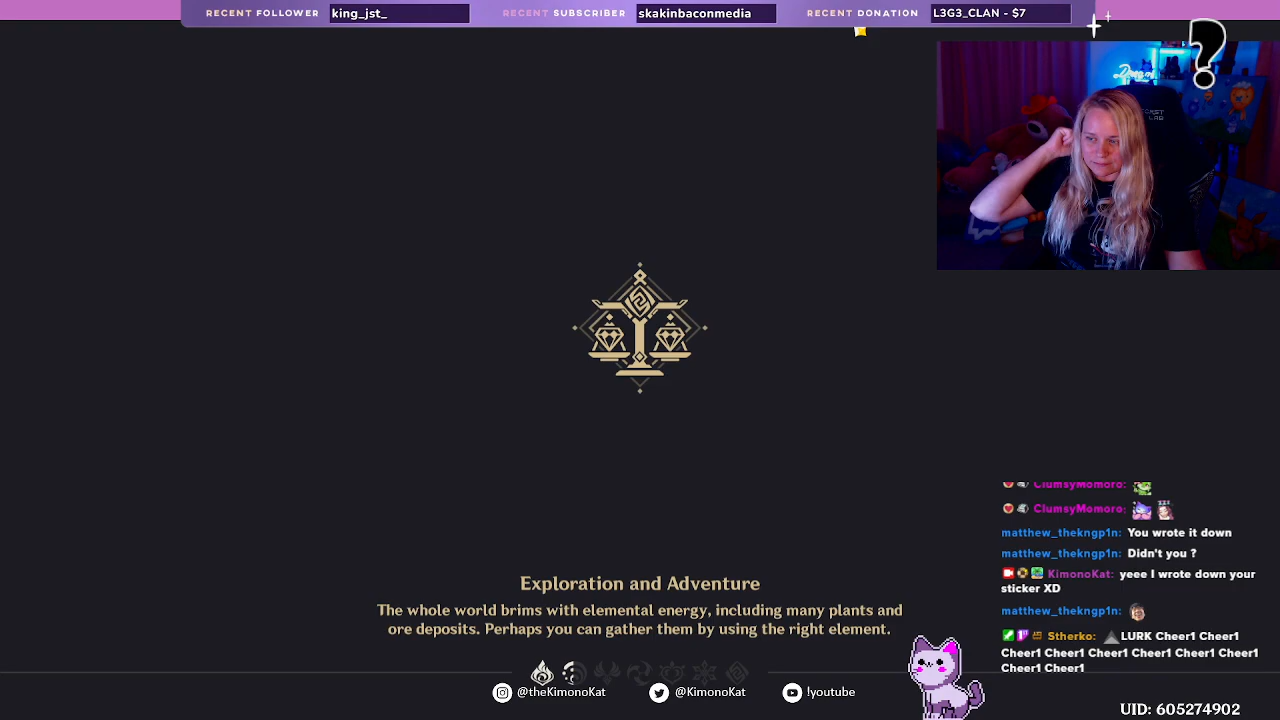 RECENT FOLLOWER king_jst_ RECENT SUBSCRIBER skakinbaconmedia RECENT DONATION L3G3_CLAN - $7
?
ClumsyMomoro:
ClumsyMomoro:
matthew_thekngp1n: You wrote it down
matthew_thekngp1n: Didn't you ?
KimonoKat: yeee I wrote down your
sticker XD
matthew_thekngp1n:
Stherko: LURK Cheer1 Cheer1
Cheer1 Cheer1 Cheer1 Cheer1 Cheer1 Cheer1
Cheer1 Cheer1
Exploration and Adventure
The whole world brims with elemental energy, including many plants and
ore deposits. Perhaps you can gather them by using the right element.
@theKimonoKat @KimonoKat !youtube
UID: 605274902